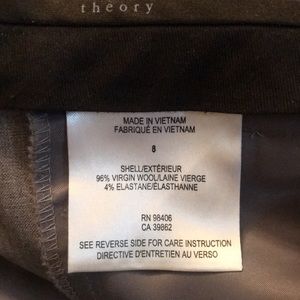 theory
MADE IN VIETNAM
FABRIQUÉ EN VIETNAM
8
SHELL/EXTÉRIEUR
96% VIRGIN WOOL/LAINE VIERGE
4% ELASTANE/ÉLASTHANNE
RN 98406
CA 39862
SEE REVERSE SIDE FOR CARE INSTRUCTION
DIRECTIVE D'ENTRETIEN AU VERSO